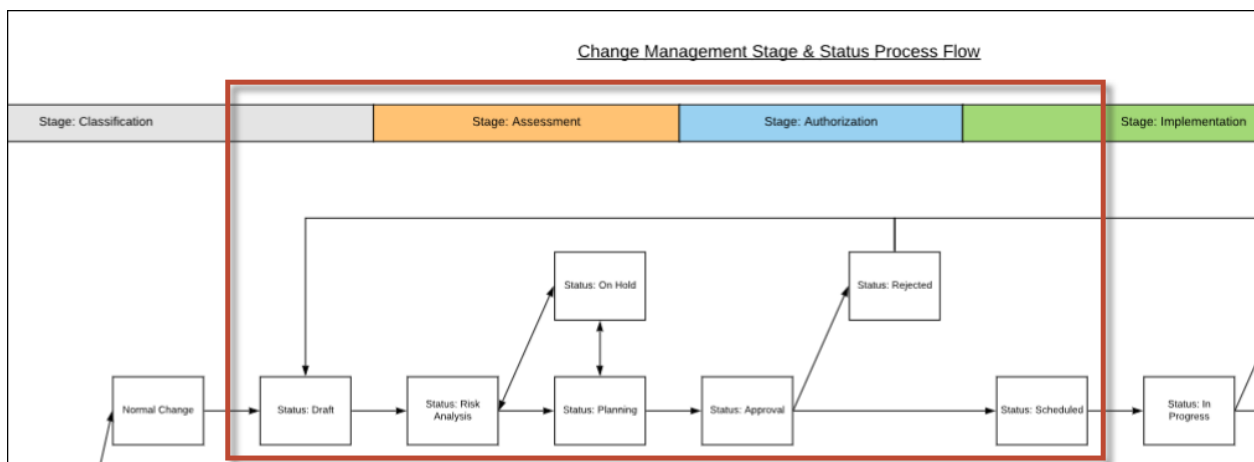 Change Management Stage & Status Process Flow
Stage: Classification
Stage: Assessment
Stage: Authorization
Stage: Implementation
Status: On Hold
Status: Rejected
Normal Change
Status: Draft
Status: Risk
Analysis
Status: Planning
Status: Approval
Status: Scheduled
Status: In
Progress